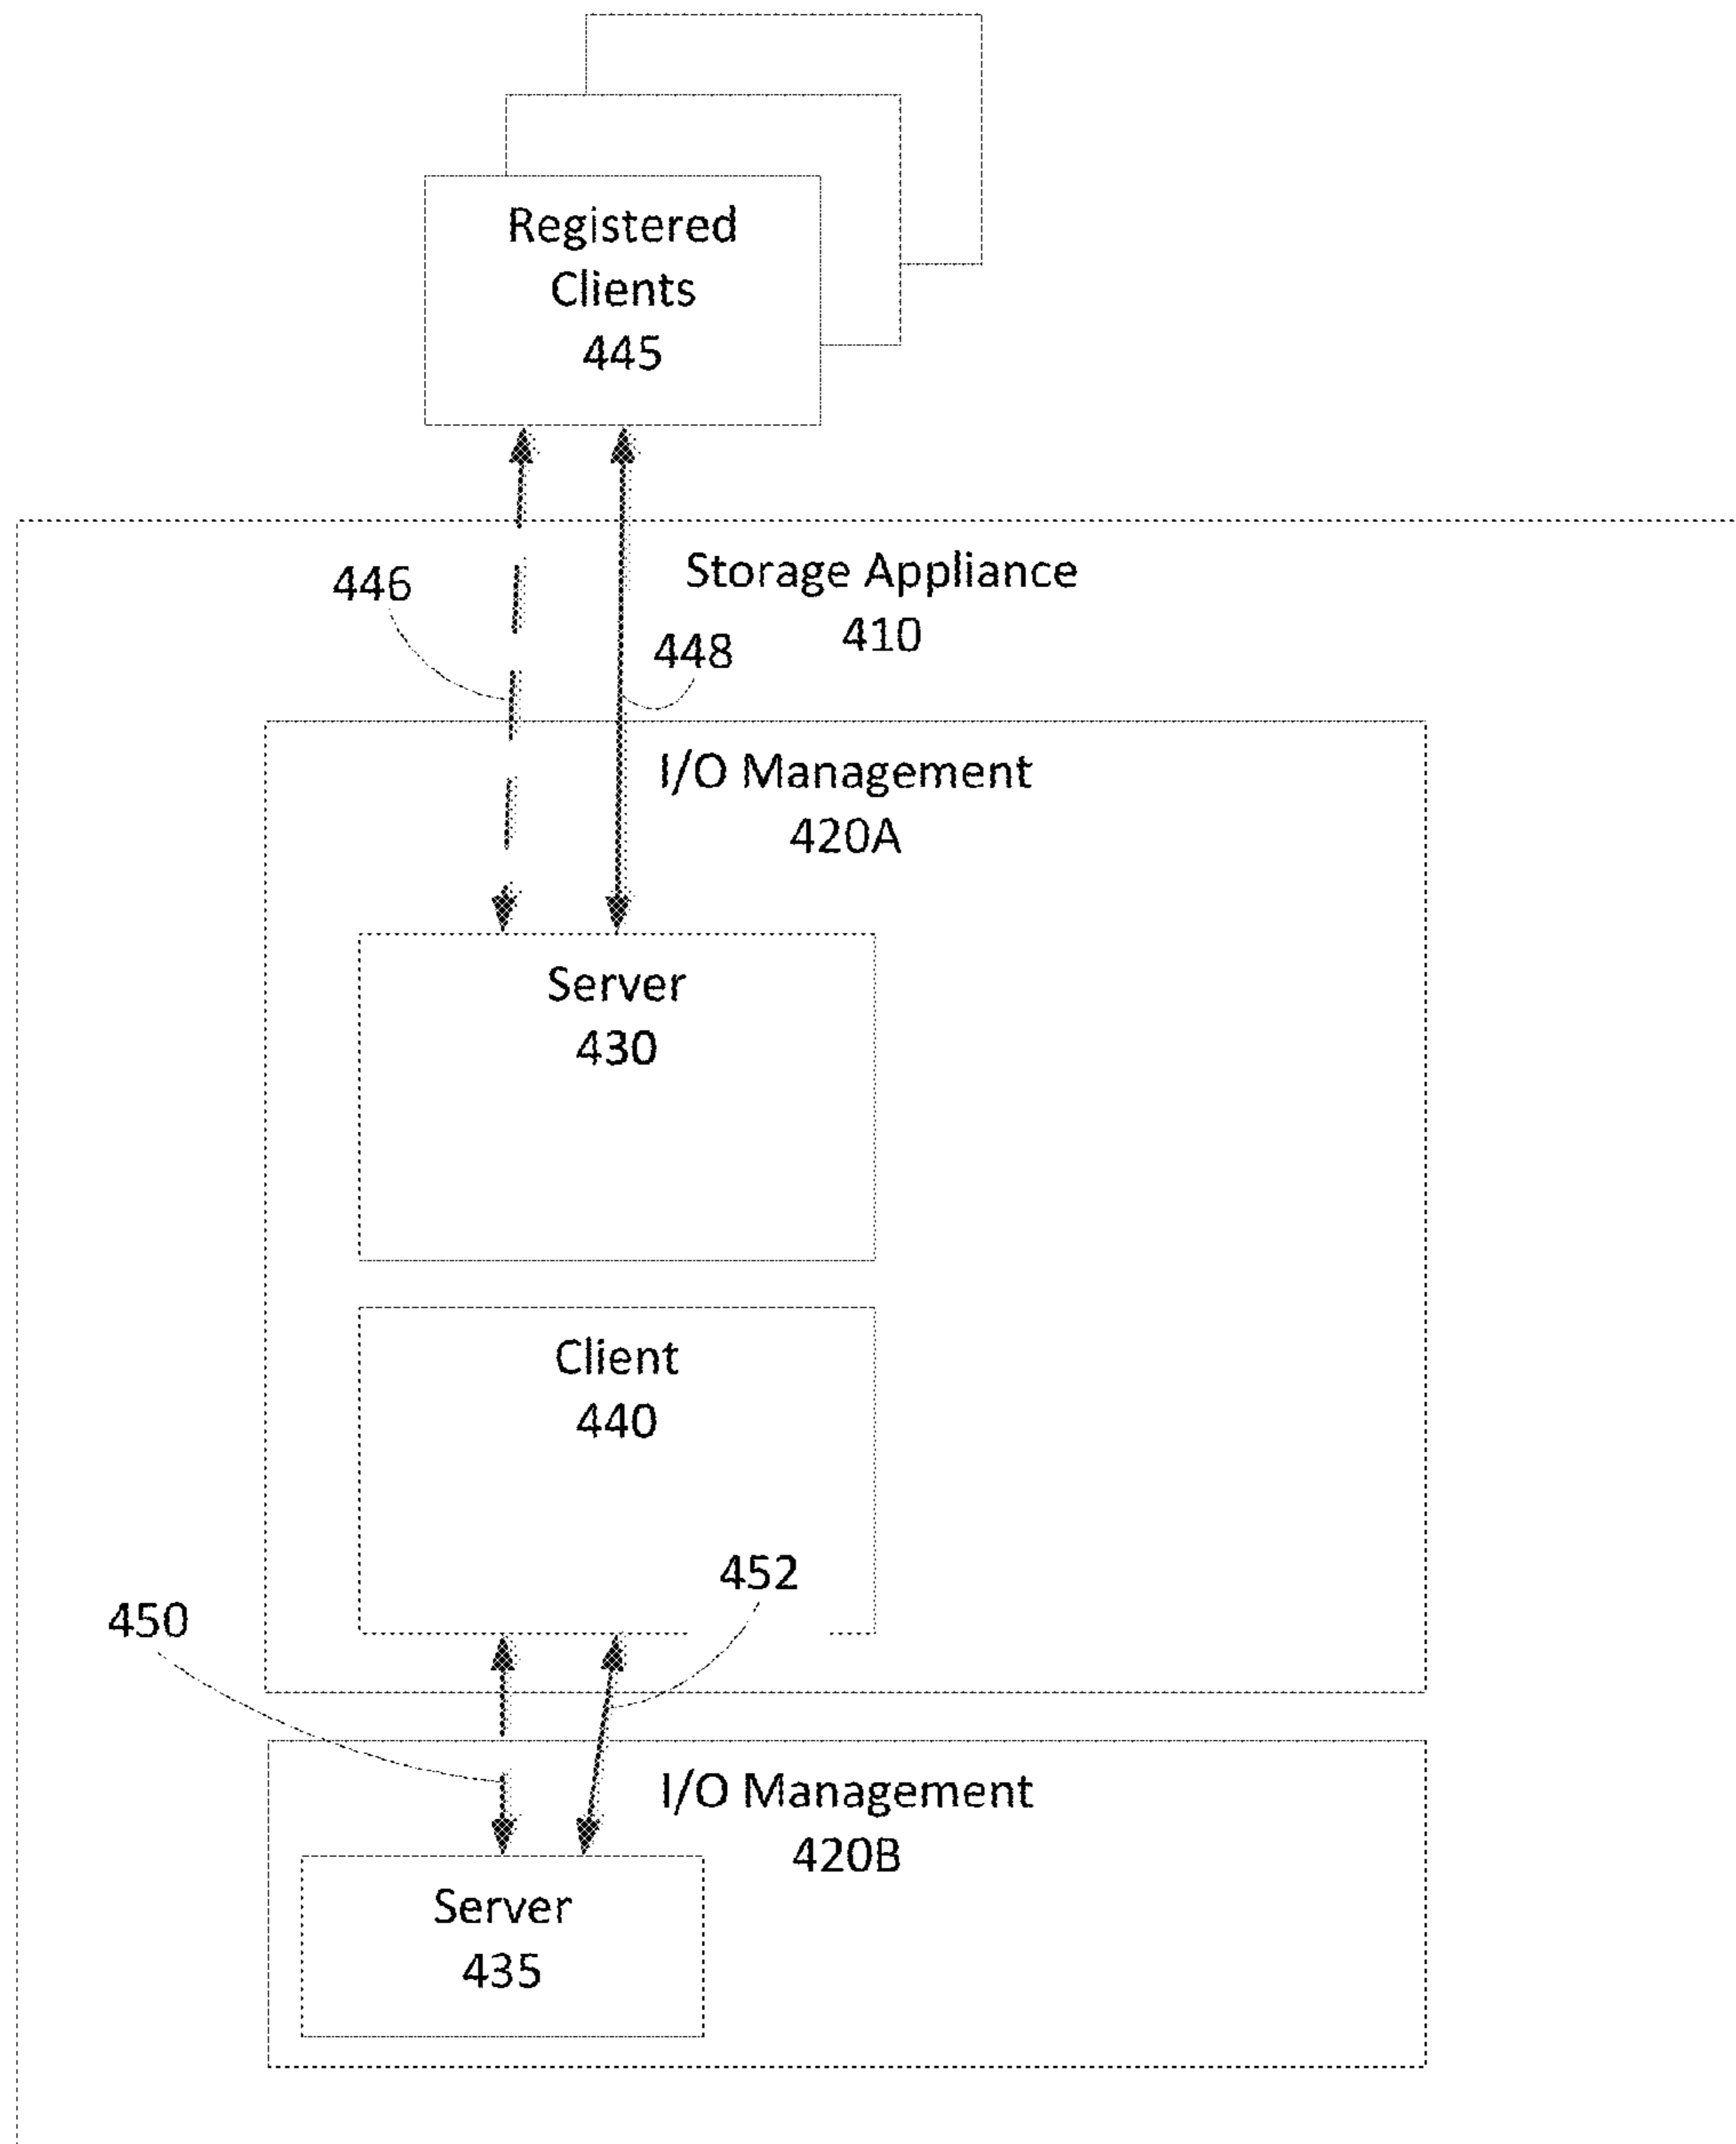 Registered
Clients
445
446
Storage Appliance
410
448
I/O Management
420A
Server
430
Client
440
452
450
I/O Management
420B
Server
435